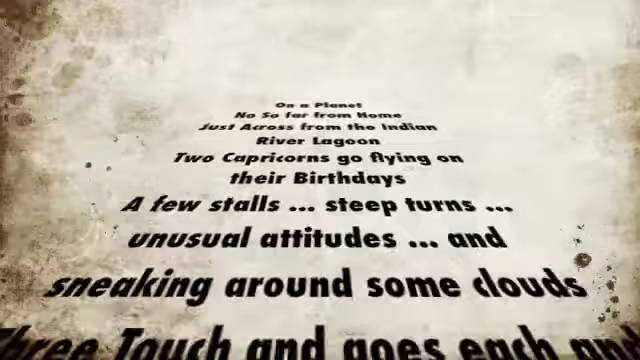 On a Planet
No So far from Home
Just Across from the Indian
River Lagoon
Two Capricorns go flying on
their Birthdays
A few stalls ... steep turns ...
unusual attitudes ... and
sneaking around some clouds
Three Touch and goes each and